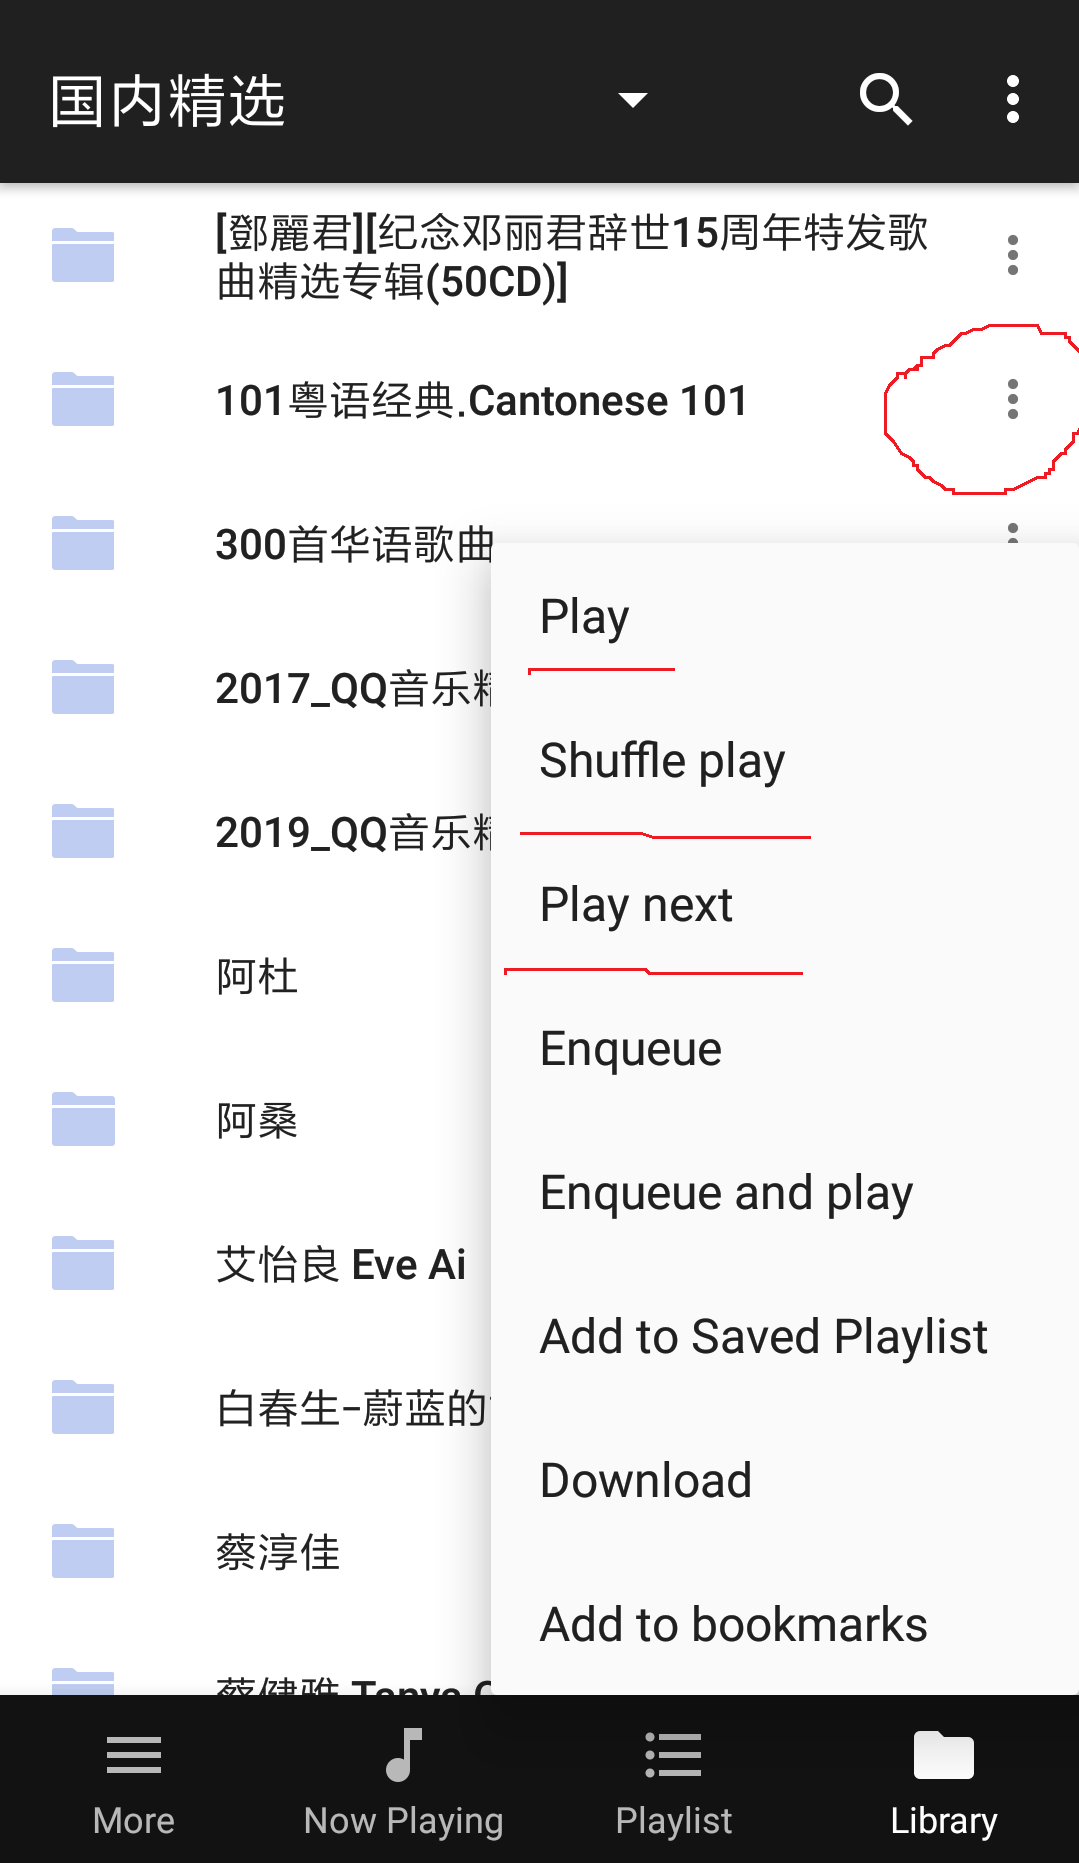 国内精选
[鄧麗君][纪念邓丽君辞世15周年特发歌
曲精选专辑(50CD)]
101粤语经典.Cantonese 101
300首华语歌曲
2017_QQ音乐
2019_QQ音乐
阿杜
阿桑
艾怡良 Eve Ai
白春生-蔚蓝的
蔡淳佳
蔡健雅 Tanya
Play
Shuffle play
Play next
Enqueue
Enqueue and play
Add to Saved Playlist
Download
Add to bookmarks
More
Now Playing
Playlist
Library